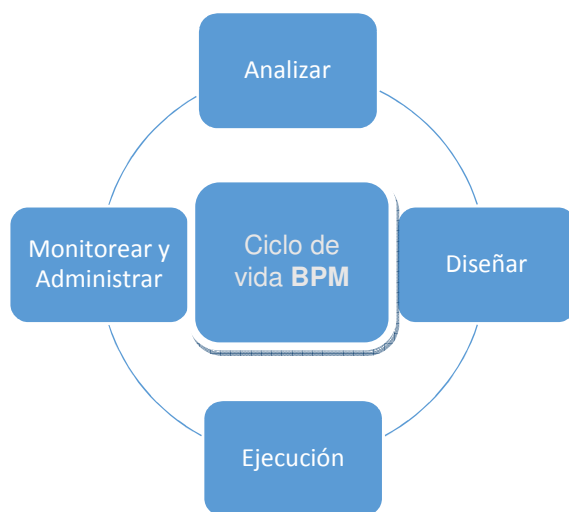 Analizar
Monitorear y
Administrar
Ciclo de
vida BPM
Diseñar
Ejecución